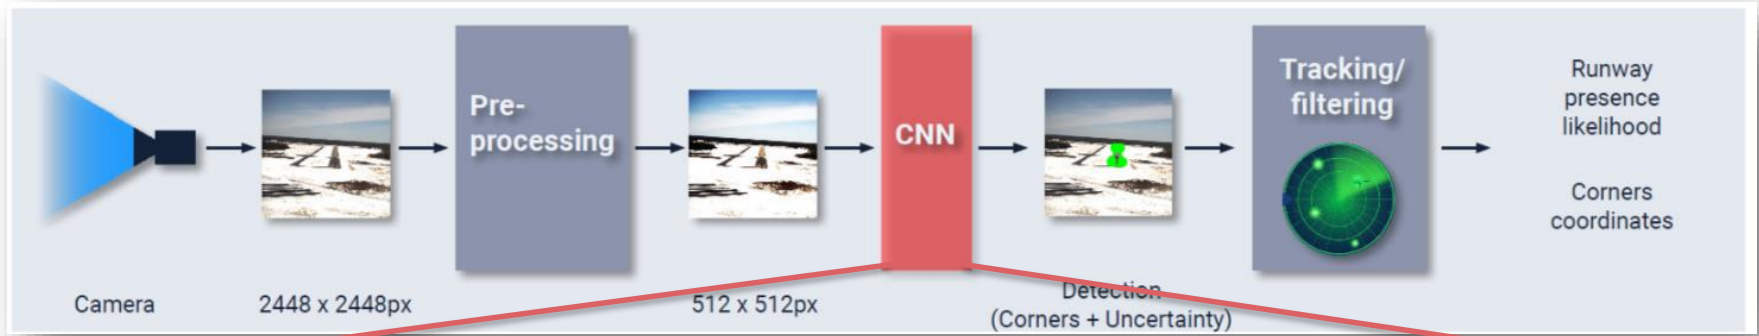 Camera
2448 x 2448px
Pre-
processing
512 x 512px
CNN
Detection
(Corners + Uncertainty)
Tracking/
filtering
Runway
presence
likelihood
Corners
coordinates